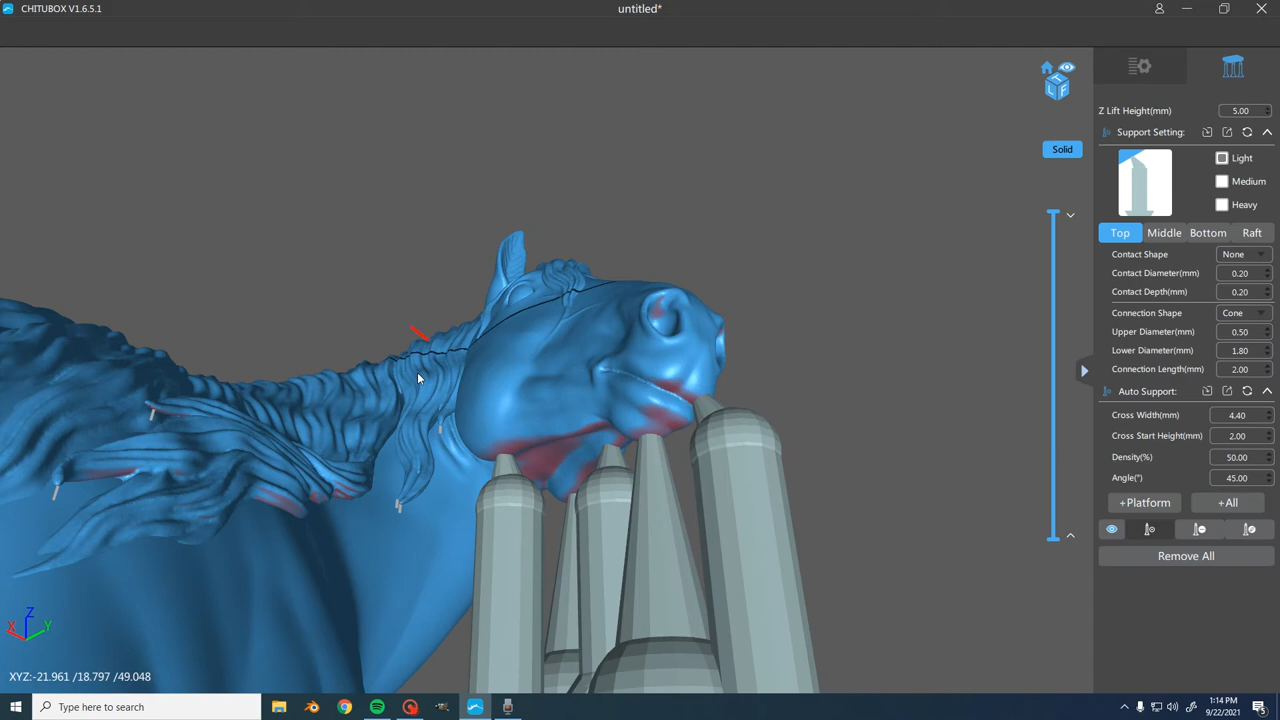 CHITUBOX V1.6.5.1
untitled*
T
L F
Z Lift Height(mm) 5.00
Support Setting:
Solid
Light
Medium
Heavy
Top Middle Bottom Raft
Contact Shape None
Contact Diameter(mm) 0.20
Contact Depth(mm) 0.20
Connection Shape: Cone
Upper Diameter(mm) 0.50
Lower Diameter(mm) 1.80
Connection Length(mm) 2.00
Auto Support:
Cross Width(mm) 4.40
Cross Start Height(mm) 2.00
Density(%) 50.00
Angle(°) 45.00
+Platform +All
Remove All
Z
X Y
XYZ:-21.961 /18.797 /49.048
Type here to search
1:14 PM
9/22/2021
5